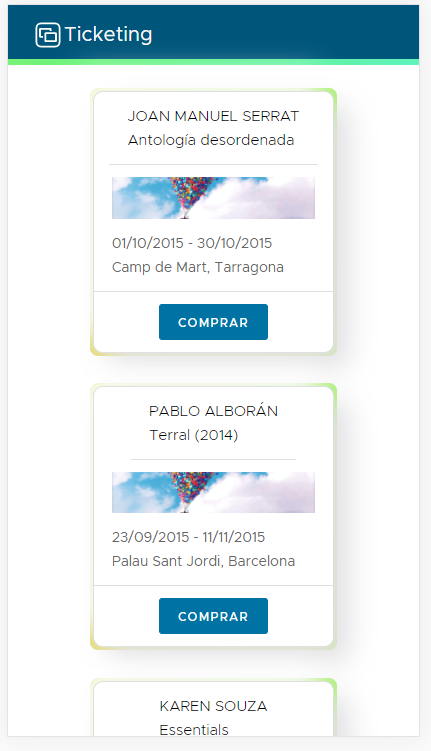 Ticketing
JOAN MANUEL SERRAT
Antología desordenada
01/10/2015 - 30/10/2015
Camp de Mart, Tarragona
COMPRAR
PABLO ALBORÁN
Terral (2014)
23/09/2015 - 11/11/2015
Palau Sant Jordi, Barcelona
COMPRAR
KAREN SOUZA
Essentials